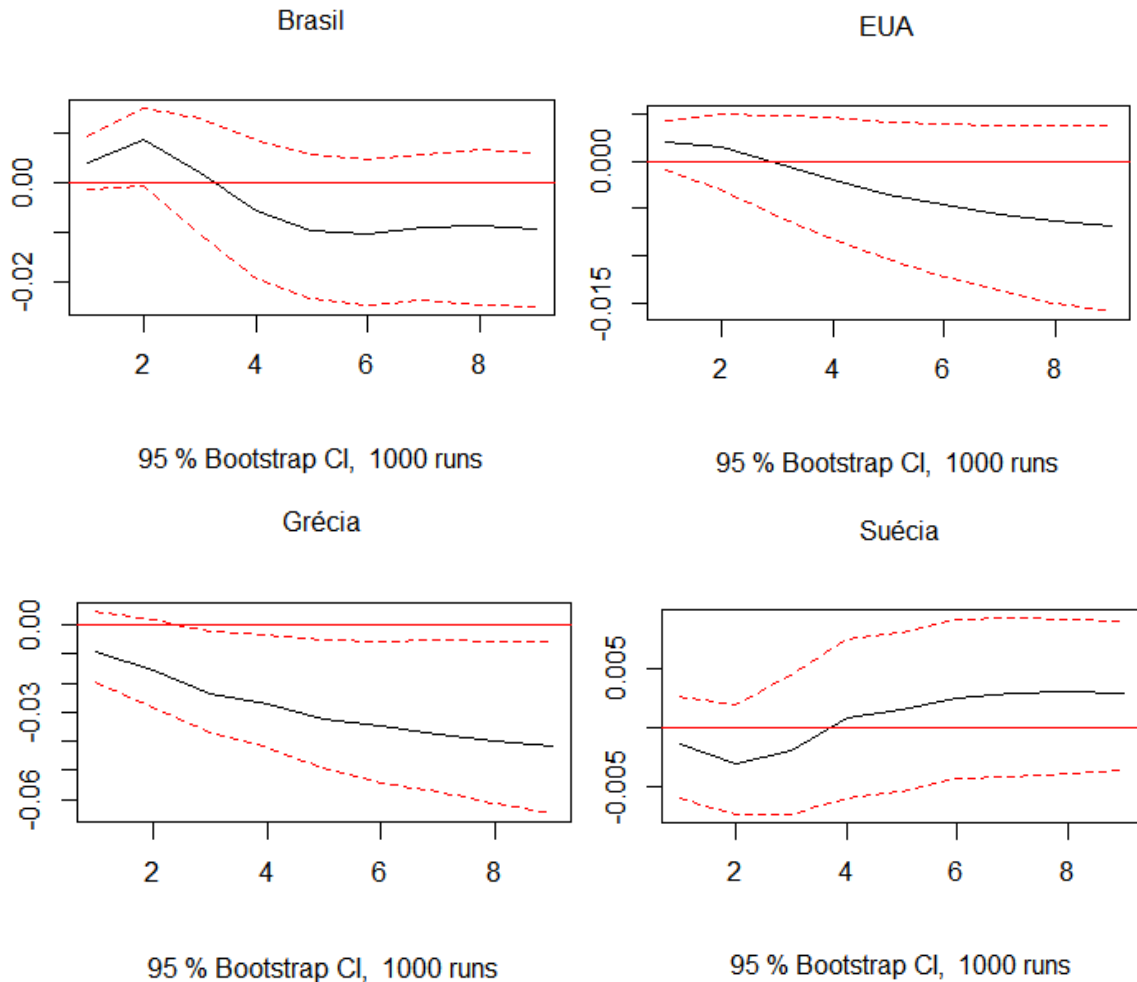 Brasil
0.00
-0.02
2 4 6 8
95 % Bootstrap CI, 1000 runs
EUA
0.000
-0.015
2 4 6 8
95 % Bootstrap CI, 1000 runs
Grécia
0.00
-0.03
-0.06
2 4 6 8
95 % Bootstrap CI, 1000 runs
Suécia
0.005
-0.005
2 4 6 8
95 % Bootstrap CI, 1000 runs